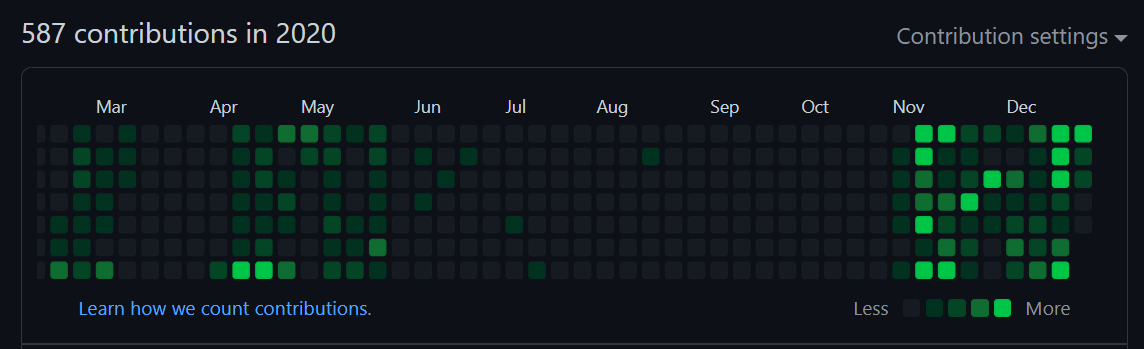 587 contributions in 2020
Contribution settings
Mar Apr May Jun Jul Aug Sep Oct Nov Dec
Learn how we count contributions.
Less More